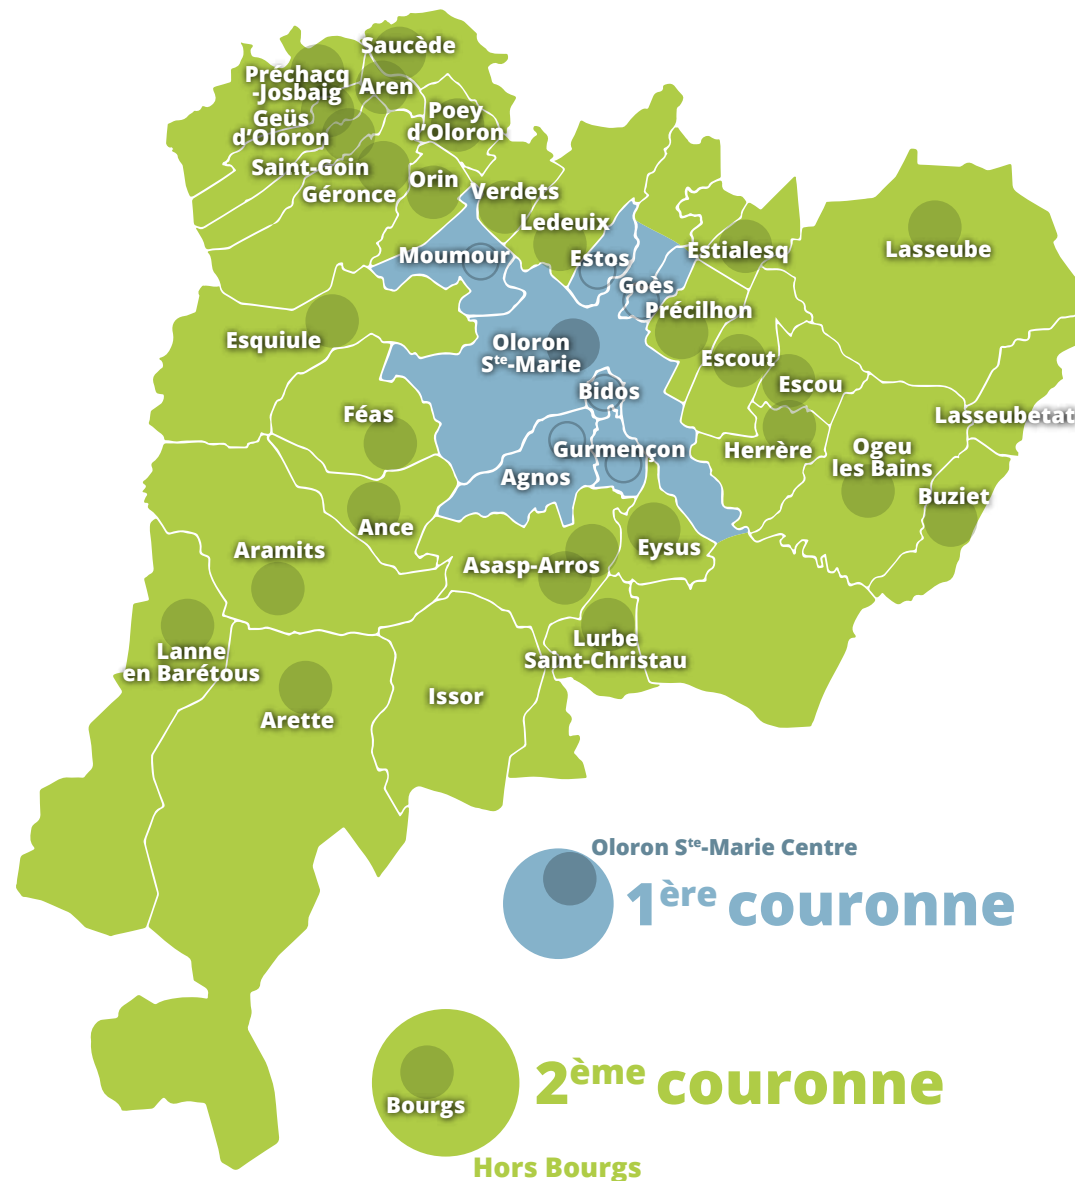 Saucède
Préchacq
-Josbaig
Aren
Geüs
d'Oloron
Poey
d'Oloron
Saint-Goin
Géronce
Orin
Verdets
Ledeuix
Moumour
Estos
Estialesq
Lasseube
Goès
Précilhon
Esquiule
Oloron
Ste-Marie
Escout
Escou
Bidos
Féas
Lasseubetat
Gurmençon
Herrère
Ogeu
les Bains
Agnos
Buziet
Ance
Aramits
Eysus
Asasp-Arros
Lanne
en Barétous
Lurbe
Saint-Christau
Issor
Arette
Oloron Ste-Marie Centre
1ère couronne
2ème couronne
Bourgs
Hors Bourgs